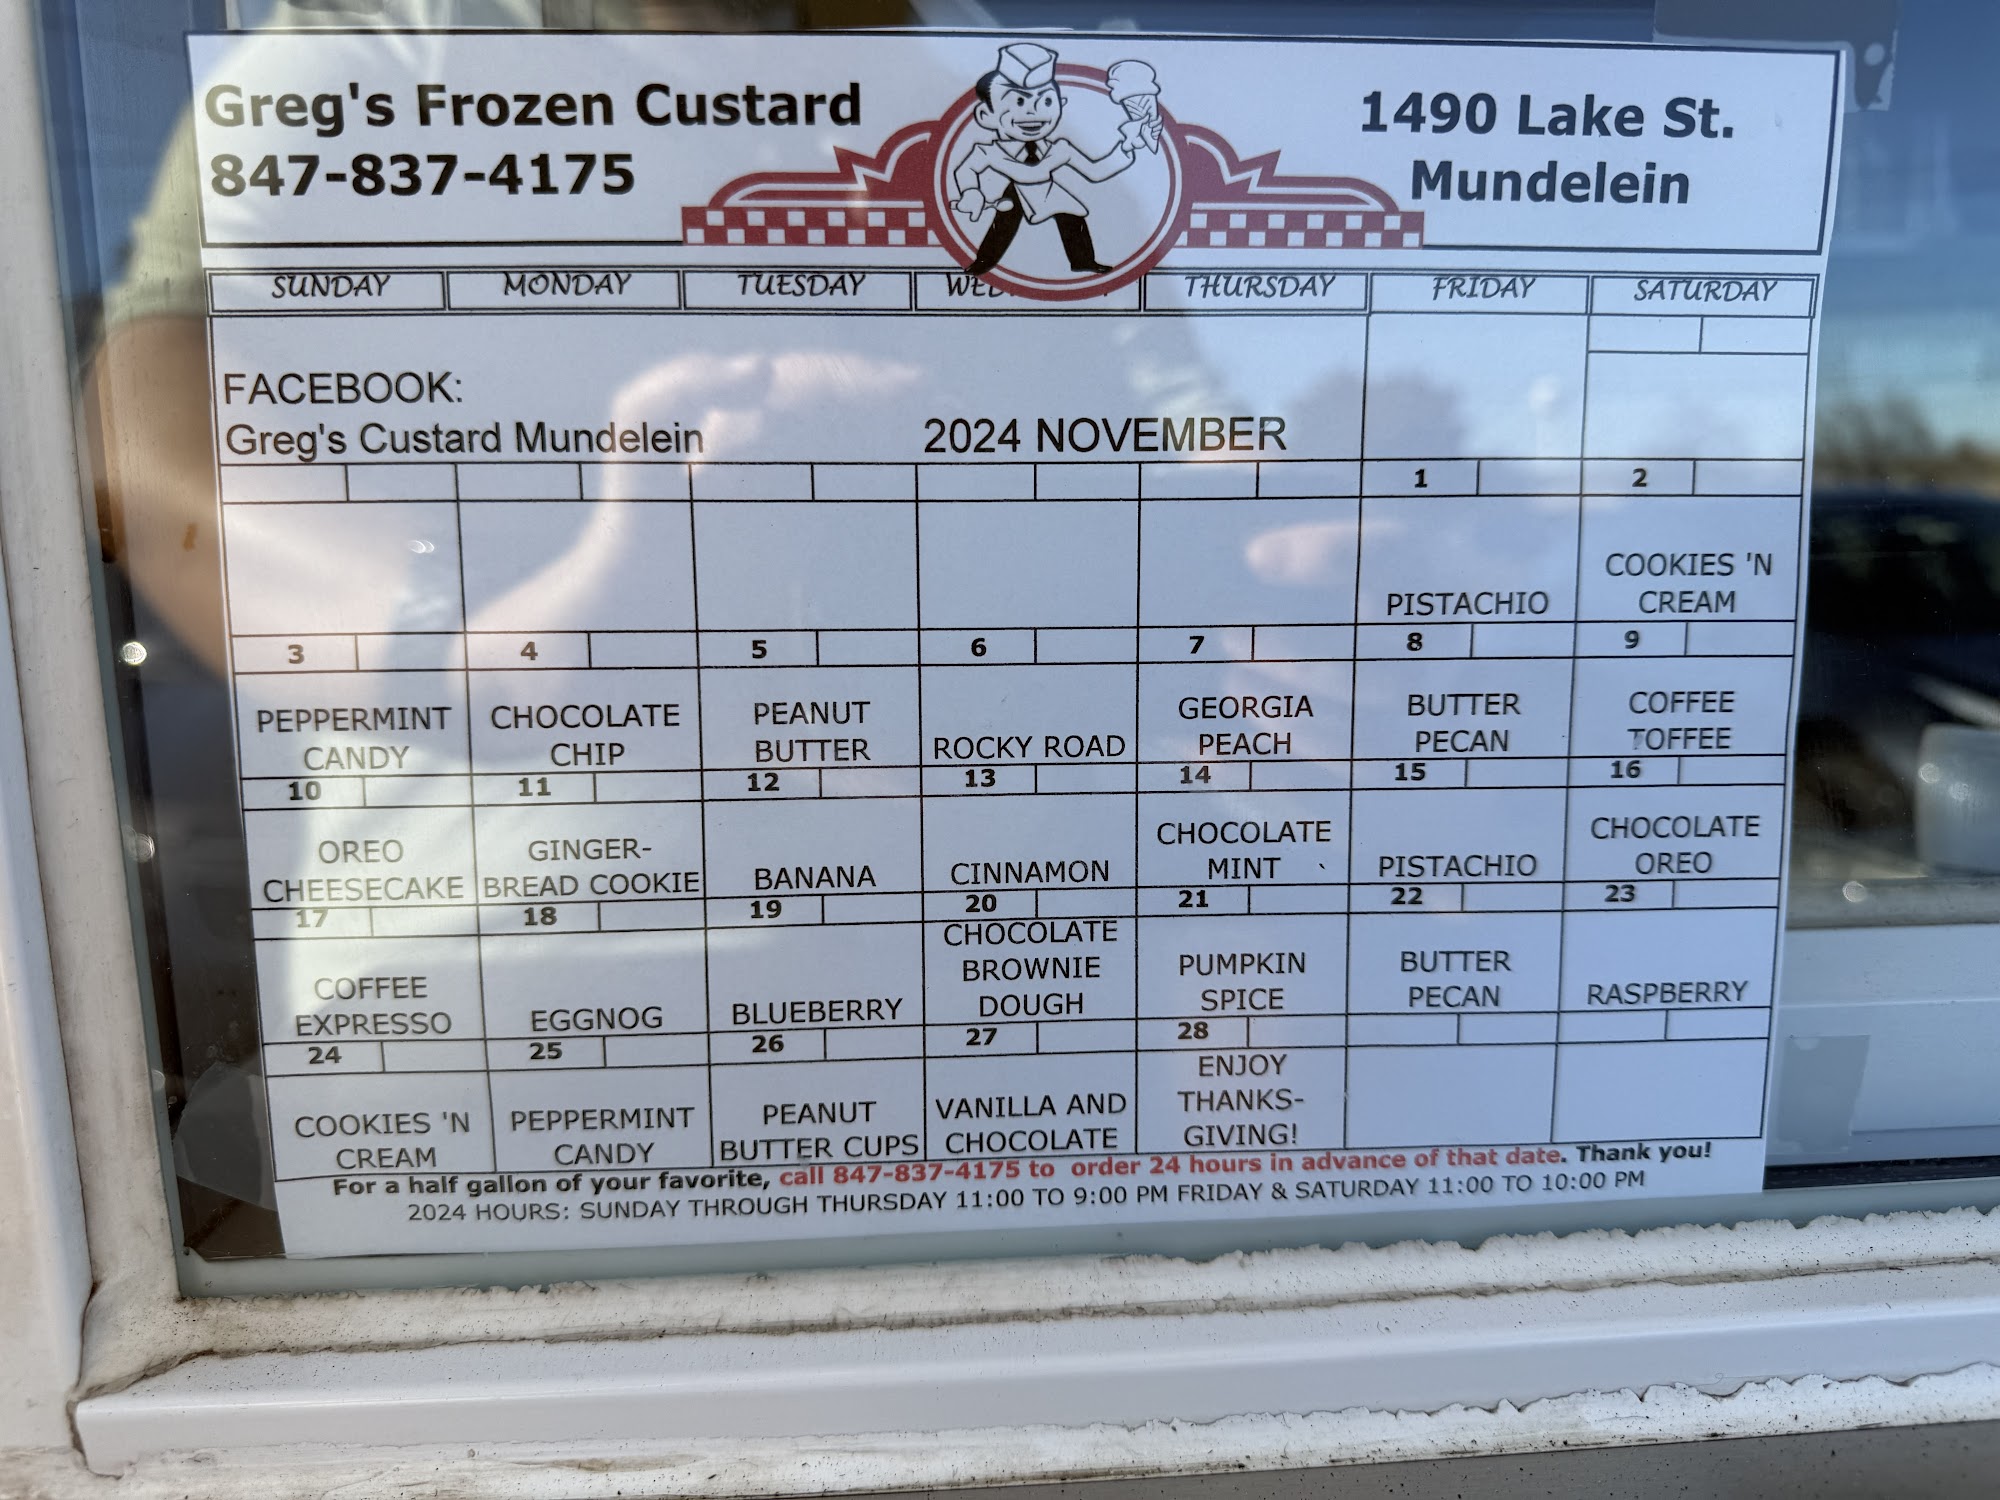 Greg's Frozen Custard
847-837-4175
1490 Lake St.
Mundelein
SUNDAY MONDAY TUESDAY THURSDAY FRIDAY SATURDAY
FACEBOOK:
Greg's Custard Mundelein 2024 NOVEMBER
1 2
PISTACHIO
COOKIES 'N
CREAM
3 4 5 6 7 8 9
PEPPERMINT
CANDY
CHOCOLATE
CHIP
PEANUT
BUTTER
ROCKY ROAD
GEORGIA
PEACH
BUTTER
PECAN
COFFEE
TOFFEE
10 11 12 13 14 15 16
OREO
CHEESECAKE
GINGER-
BREAD COOKIE
BANANA
CINNAMON
CHOCOLATE
MINT
PISTACHIO
CHOCOLATE
OREO
17 18 19 20 21 22 23
COFFEE
EXPRESSO
EGGNOG
BLUEBERRY
CHOCOLATE
BROWNIE
DOUGH
PUMPKIN
SPICE
BUTTER
PECAN
RASPBERRY
24 25 26 27 28
COOKIES 'N
CREAM
PEPPERMINT
CANDY
PEANUT
BUTTER CUPS
VANILLA AND
CHOCOLATE
ENJOY
THANKS-
GIVING!
For a half gallon of your favorite, call 847-837-4175 to order 24 hours in advance of that date. Thank you!
2024 HOURS: SUNDAY THROUGH THURSDAY 11:00 TO 9:00 PM FRIDAY & SATURDAY 11:00 TO 10:00 PM